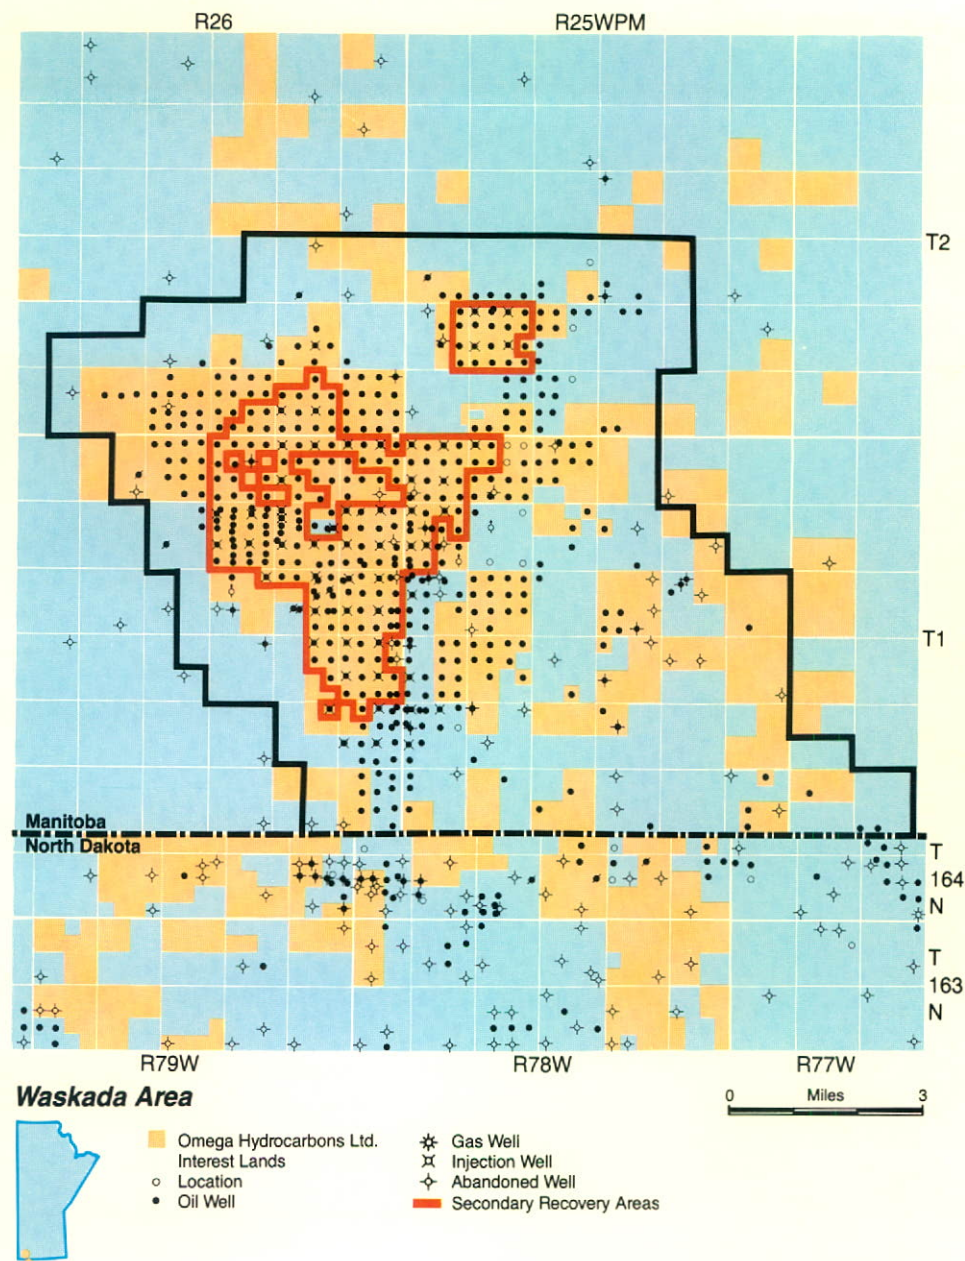 R26 R25WPM
T2
T1
Manitoba
North Dakota
T
164
N
T
163
N
R79W R78W R77W
Waskada Area
0 Miles 3
Omega Hydrocarbons Ltd.
Interest Lands
Location
Oil Well
Gas Well
Injection Well
Abandoned Well
Secondary Recovery Areas